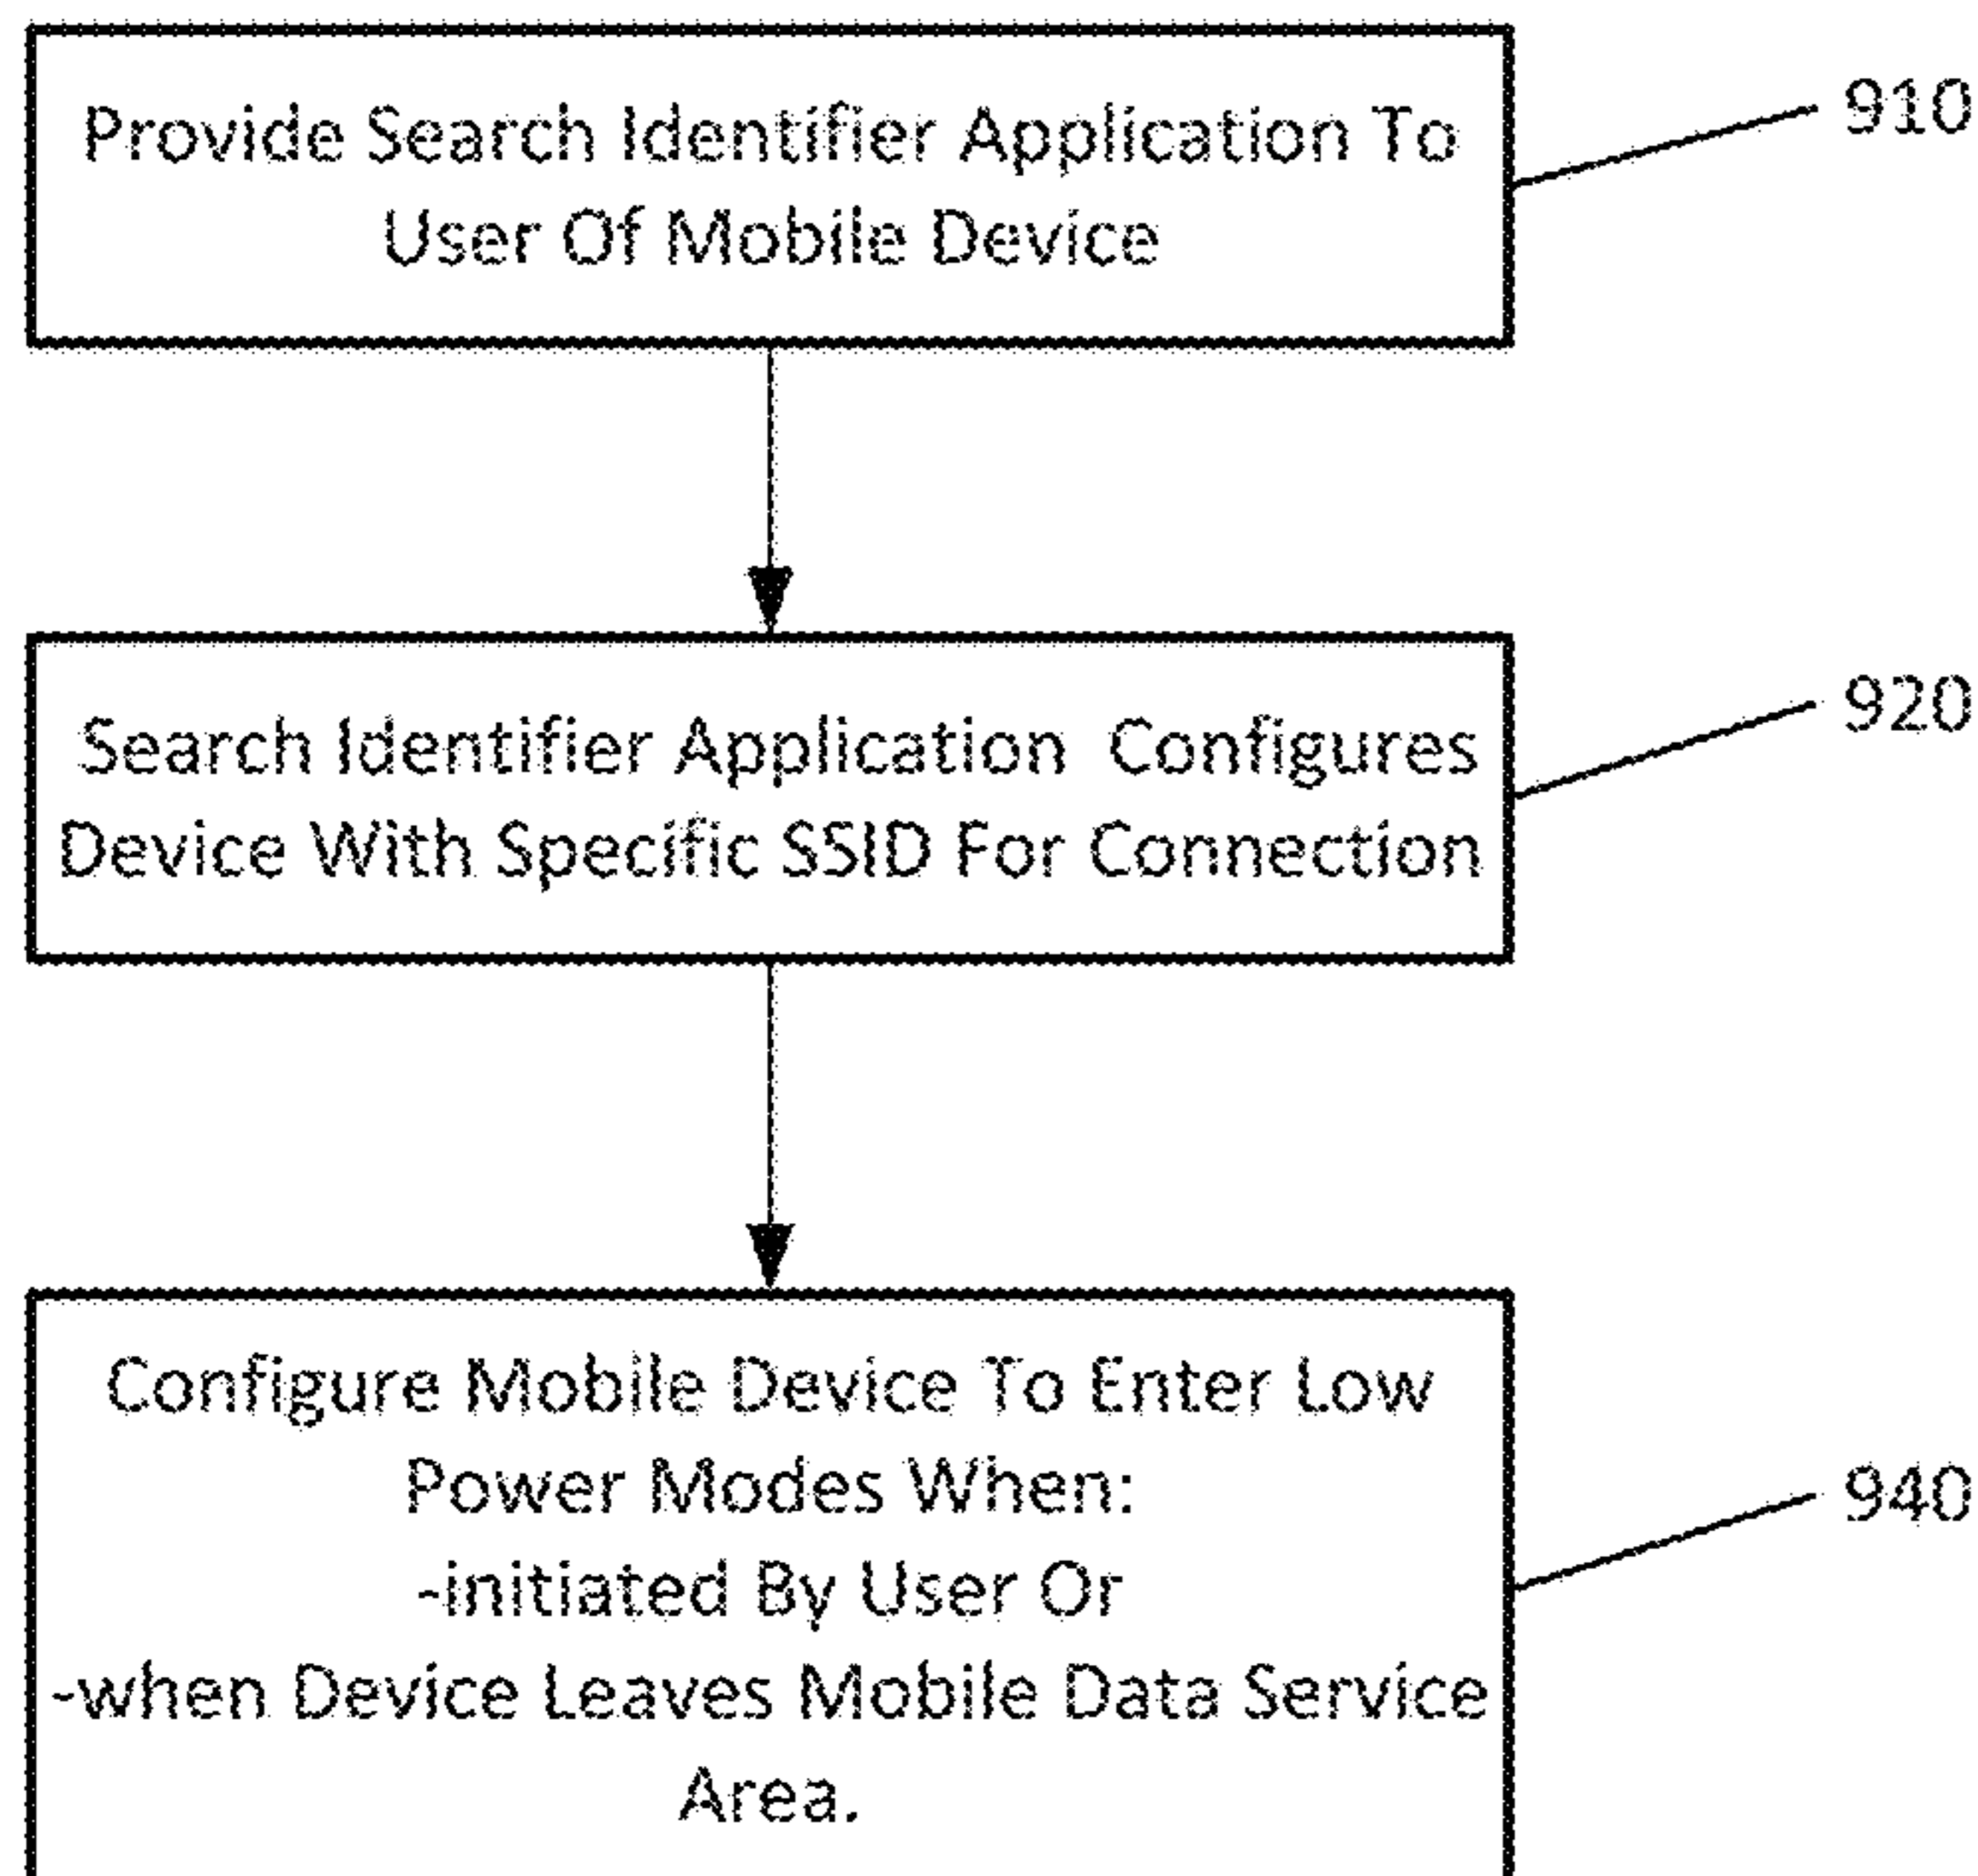 Provide Search Identifier Application To
User Of Mobile Device
910
Search Identifier Application Configures
Device With Specific SSID For Connection
920
Configure Mobile Device To Enter Low
Power Modes When:
-initiated By User Or
-when Device Leaves Mobile Data Service
Area.
940